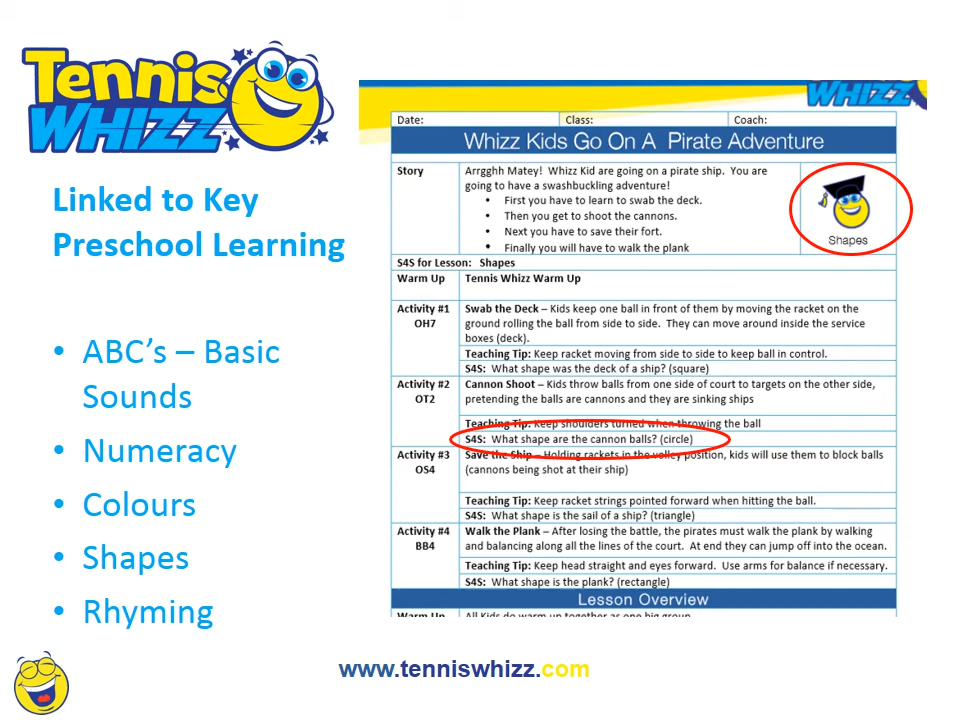 Tennis
WHIZZ
Linked to Key
Preschool Learning
• ABC's – Basic
Sounds
• Numeracy
• Colours
• Shapes
• Rhyming
WHIZZ
Date: Class: Coach:
Whizz Kids Go On A Pirate Adventure
Story
Arrgghh Matey! Whizz Kid are going on a pirate ship. You are
going to have a swashbuckling adventure!
• First you have to learn to swab the deck.
• Then you get to shoot the cannons.
• Next you have to save their fort.
• Finally you will have to walk the plank
Shapes
S4S for Lesson: Shapes
Warm Up Tennis Whizz Warm Up
Activity #1
OH7
Swab the Deck – Kids keep one ball in front of them by moving the racket on the
ground rolling the ball from side to side. They can move around inside the service
boxes (deck).
Teaching Tip: Keep racket moving from side to side to keep ball in control.
S4S: What shape was the deck of a ship? (square)
Activity #2
OT2
Cannon Shoot – Kids throw balls from one side of court to targets on the other side,
pretending the balls are cannons and they are sinking ships
Teaching Tip: Keep shoulders turned when throwing the ball
S4S: What shape are the cannon balls? (circle)
Activity #3
OS4
Save the Ship – Holding rackets in the volley position, kids will use them to block balls
(cannons being shot at their ship)
Teaching Tip: Keep racket strings pointed forward when hitting the ball.
S4S: What shape is the sail of a ship? (triangle)
Activity #4
BB4
Walk the Plank – After losing the battle, the pirates must walk the plank by walking
and balancing along all the lines of the court. At end they can jump off into the ocean.
Teaching Tip: Keep head straight and eyes forward. Use arms for balance if necessary.
S4S: What shape is the plank? (rectangle)
Lesson Overview
Warm Up All Kids do warm up together as one big group
www.tenniswhizz.com